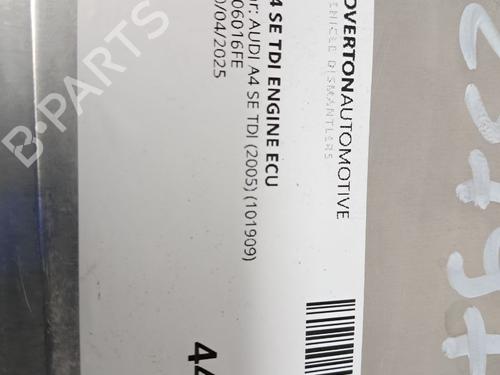 OVERTONAUTOMOTIVE
VEHICLE DISMANTLERS
4 SE TDI ENGINE ECU
or: AUDI A4 SE TDI (2005) (101909)
06016FE
0/04/2025
44
B-PARTS